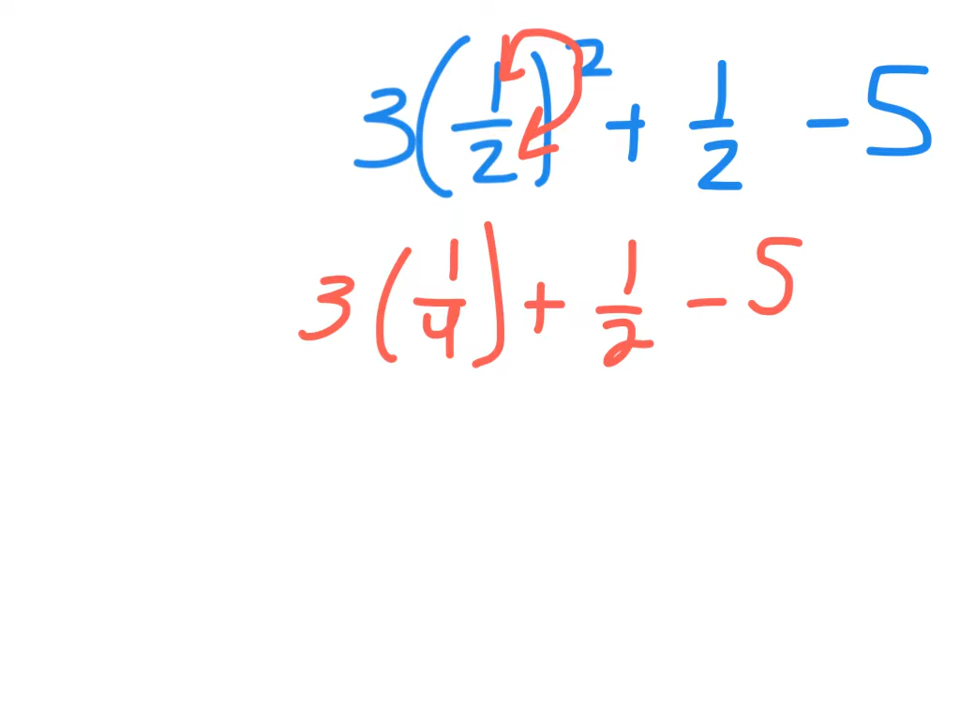 3(1/2)² + 1/2 - 5
3(1/4) + 1/2 - 5